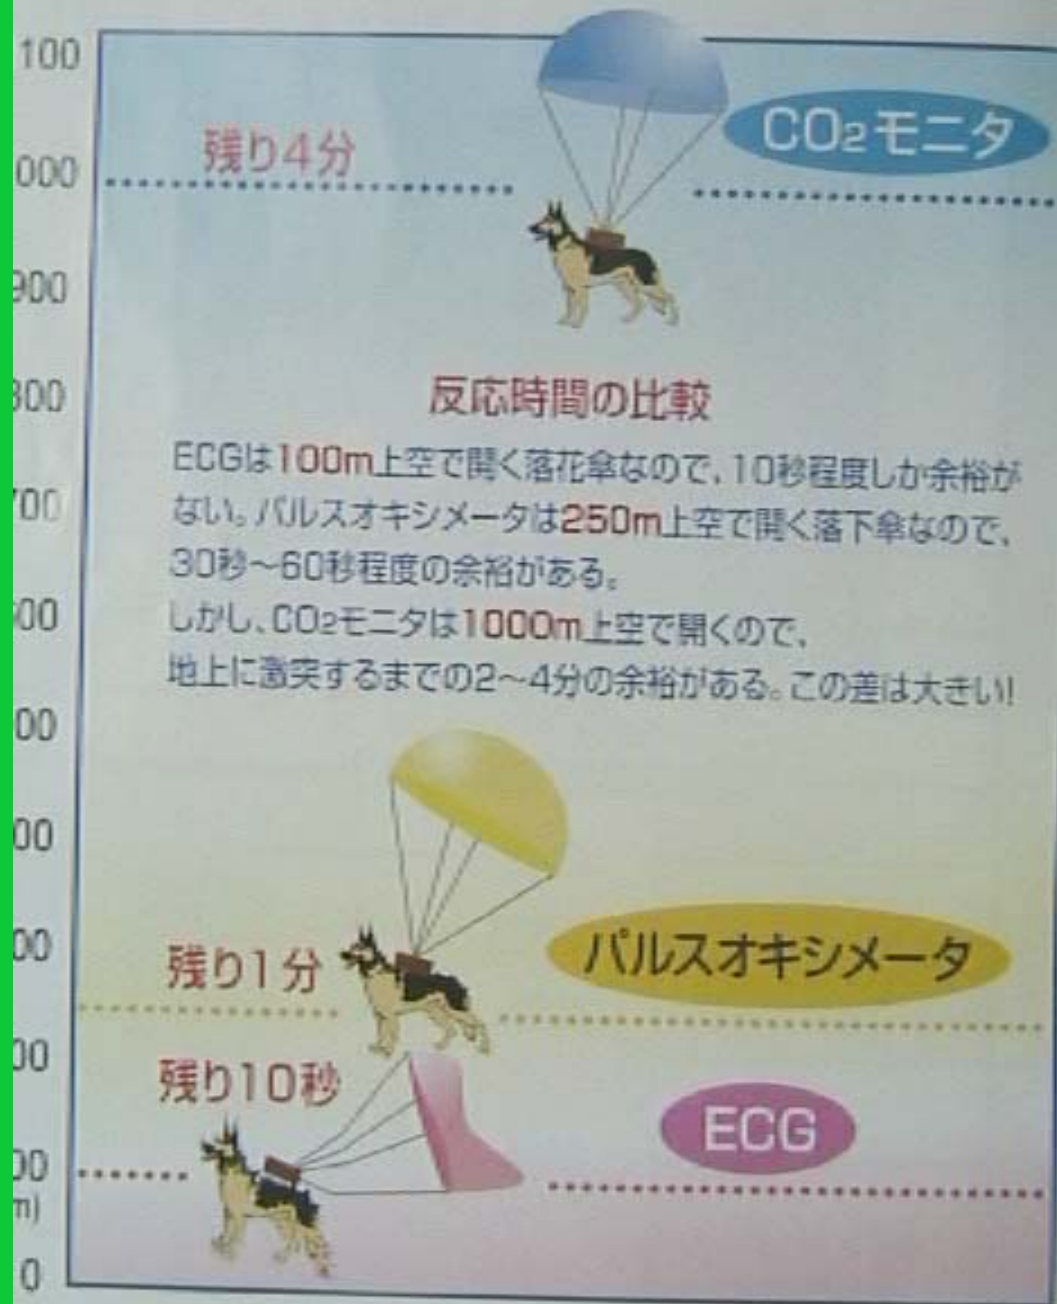 100
残り4分
CO2モニタ
000
900
反応時間の比較
300
ECGは100m上空で開く落花傘なので、10秒程度しか余裕が
700
ない。パルスオキシメータは250m上空で開く落下傘なので、
30秒〜60秒程度の余裕がある。
00
しかし、CO2モニタは1000m上空で開くので、
地上に激突するまでの2〜4分の余裕がある。この差は大きい!
00
00
00
残り1分
パルスオキシメータ
00
残り10秒
ECG
00
m)
0